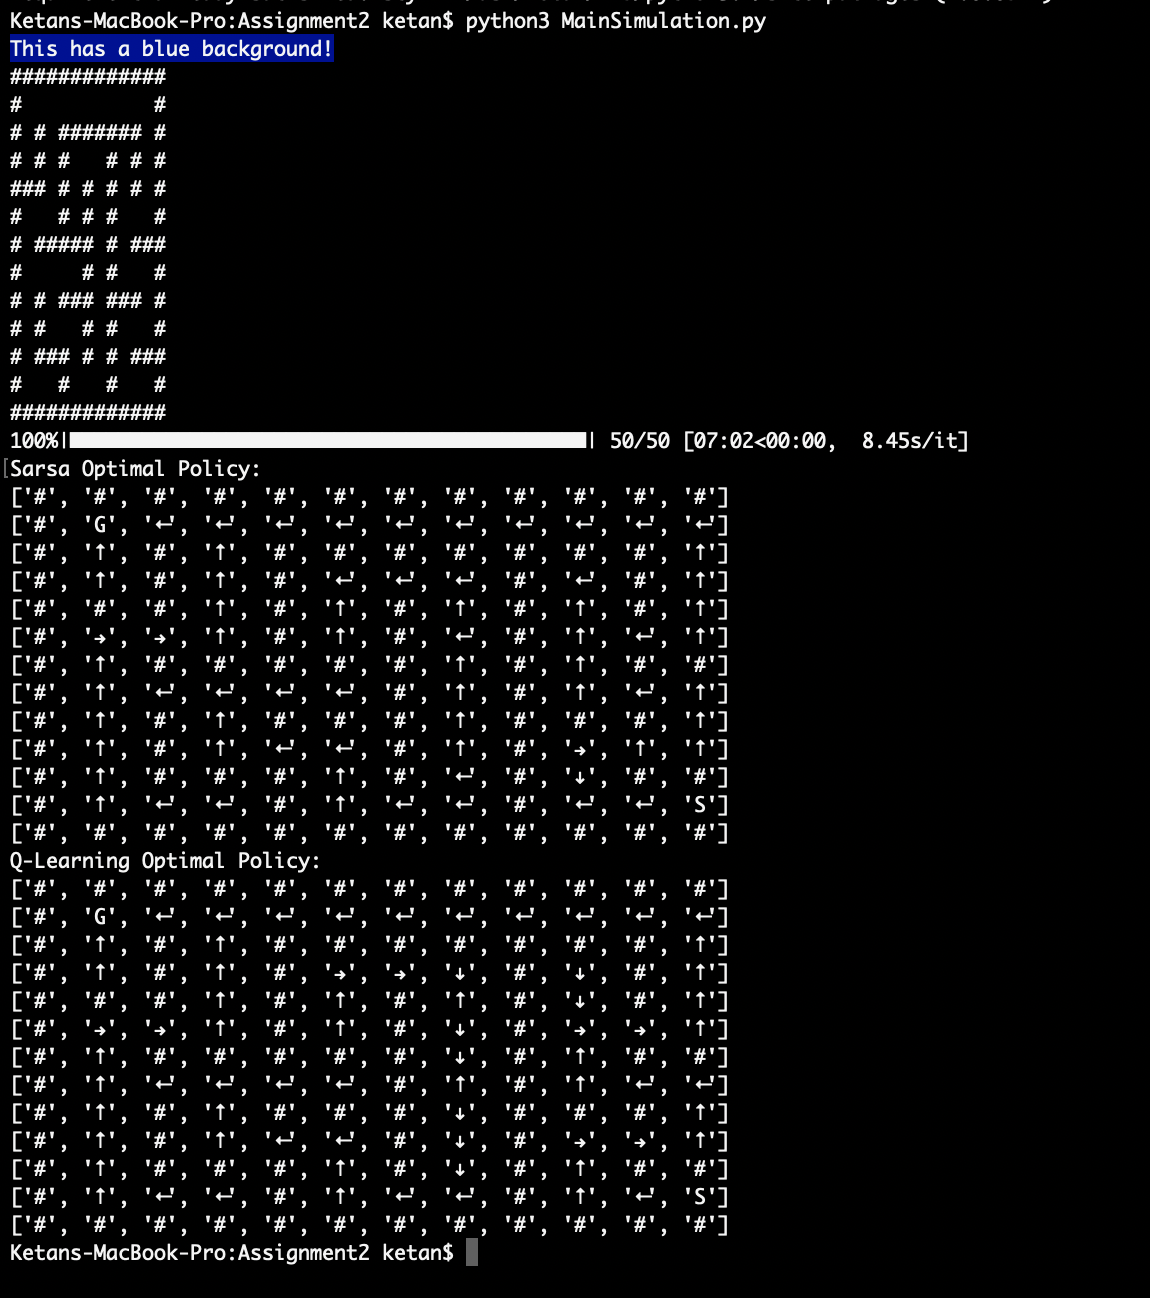 Ketans-MacBook-Pro:Assignment2 ketan$ python3 MainSimulation.py
This has a blue background!
#############
#           #
# # ####### #
# # #   # # #
### # # # # #
#   # # #   #
# ##### # ###
#     # #   #
# # ### ### #
# #   # #   #
# ### # # ###
#   #   #   #
#############
100%|██████████| 50/50 [07:02<00:00,  8.45s/it]
[Sarsa Optimal Policy:
['#', '#', '#', '#', '#', '#', '#', '#', '#', '#', '#', '#']
['#', 'G', '←', '←', '←', '←', '←', '←', '←', '←', '←', '←']
['#', '↑', '#', '↑', '#', '#', '#', '#', '#', '#', '#', '↑']
['#', '↑', '#', '↑', '#', '←', '←', '←', '#', '←', '#', '↑']
['#', '#', '#', '↑', '#', '↑', '#', '↑', '#', '↑', '#', '↑']
['#', '→', '→', '↑', '#', '↑', '#', '←', '#', '↑', '←', '↑']
['#', '↑', '#', '#', '#', '#', '#', '↑', '#', '↑', '#', '#']
['#', '↑', '←', '←', '←', '←', '#', '↑', '#', '↑', '←', '↑']
['#', '↑', '#', '↑', '#', '#', '#', '↑', '#', '#', '#', '↑']
['#', '↑', '#', '↑', '←', '←', '#', '↑', '#', '→', '↑', '↑']
['#', '↑', '#', '#', '#', '↑', '#', '←', '#', '↓', '#', '#']
['#', '↑', '←', '←', '#', '↑', '←', '←', '#', '←', '←', 'S']
['#', '#', '#', '#', '#', '#', '#', '#', '#', '#', '#', '#']
Q-Learning Optimal Policy:
['#', '#', '#', '#', '#', '#', '#', '#', '#', '#', '#', '#']
['#', 'G', '←', '←', '←', '←', '←', '←', '←', '←', '←', '←']
['#', '↑', '#', '↑', '#', '#', '#', '#', '#', '#', '#', '↑']
['#', '↑', '#', '↑', '#', '→', '→', '↓', '#', '↓', '#', '↑']
['#', '#', '#', '↑', '#', '↑', '#', '↑', '#', '↓', '#', '↑']
['#', '→', '→', '↑', '#', '↑', '#', '↓', '#', '→', '→', '↑']
['#', '↑', '#', '#', '#', '#', '#', '↓', '#', '↑', '#', '#']
['#', '↑', '←', '←', '←', '←', '#', '↑', '#', '↑', '←', '←']
['#', '↑', '#', '↑', '#', '#', '#', '↓', '#', '#', '#', '↑']
['#', '↑', '#', '↑', '←', '←', '#', '↓', '#', '→', '→', '↑']
['#', '↑', '#', '#', '#', '↑', '#', '↓', '#', '↑', '#', '#']
['#', '↑', '←', '←', '#', '↑', '←', '←', '#', '↑', '←', 'S']
['#', '#', '#', '#', '#', '#', '#', '#', '#', '#', '#', '#']
Ketans-MacBook-Pro:Assignment2 ketan$